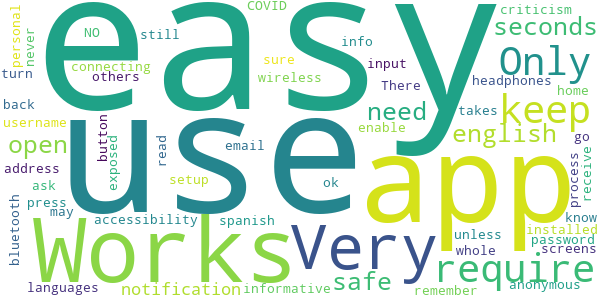 COVID
easy
criticism
seconds
personal
never
NO
still
connecting
others
sure
info
wireless
input
Only
turn
headphones
back
There
takes
home
keep
username
button
exposed
use
app
need
enable
english
go
open
read
email
process
receive
address
ask
setup
ok
press
may
accessibility
spanish
know
installed
bluetooth
Works
Very
unless
password
whole
screens
safe
require
languages
notification
informative
remember
anonymous